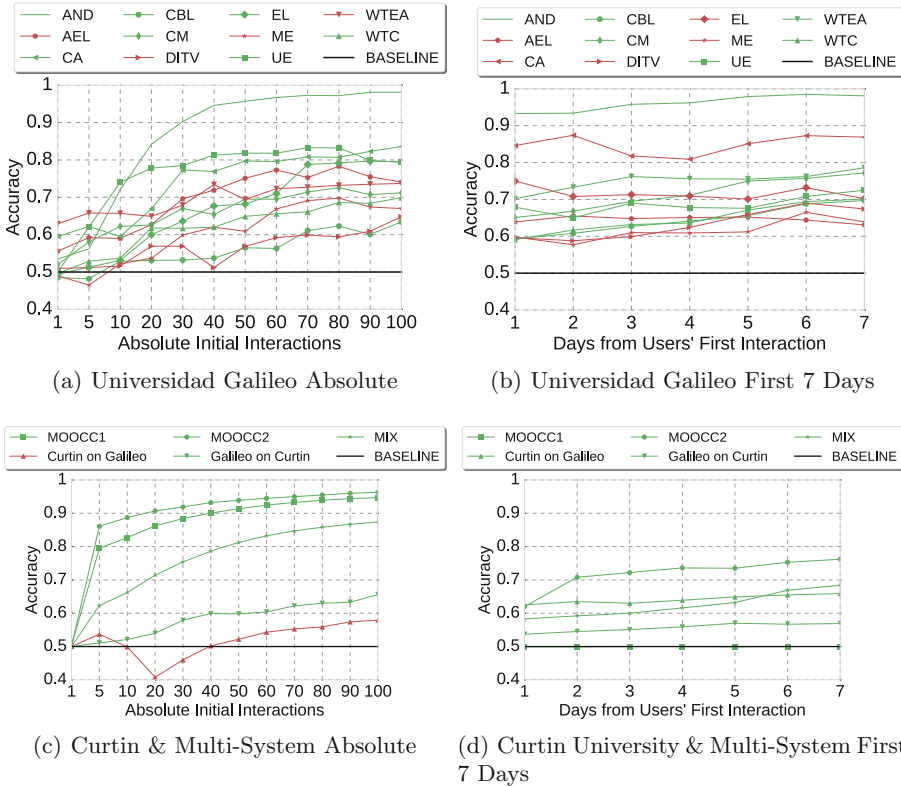 AND CBL EL WTEA
AEL CM ME WTC
CA DITV UE BASELINE
1
0.9
0.8
0.7
0.6
0.5
0.4
Accuracy
1 5 10 20 30 40 50 60 70 80 90 100
Absolute Initial Interactions
(a) Universidad Galileo Absolute
AND CBL EL WTEA
AEL CM ME WTC
CA DITV UE BASELINE
1
0.9
0.8
0.7
0.6
0.5
0.4
Accuracy
1 2 3 4 5 6 7
Days from Users' First Interaction
(b) Universidad Galileo First 7 Days
MOOCC1 MOOCC2 MIX
Curtin on Galileo Galileo on Curtin BASELINE
1
0.9
0.8
0.7
0.6
0.5
0.4
Accuracy
1 5 10 20 30 40 50 60 70 80 90 100
Absolute Initial Interactions
(c) Curtin & Multi-System Absolute
MOOCC1 MOOCC2 MIX
Curtin on Galileo Galileo on Curtin BASELINE
1
0.9
0.8
0.7
0.6
0.5
0.4
Accuracy
1 2 3 4 5 6 7
Days from Users' First Interaction
(d) Curtin University & Multi-System First
7 Days